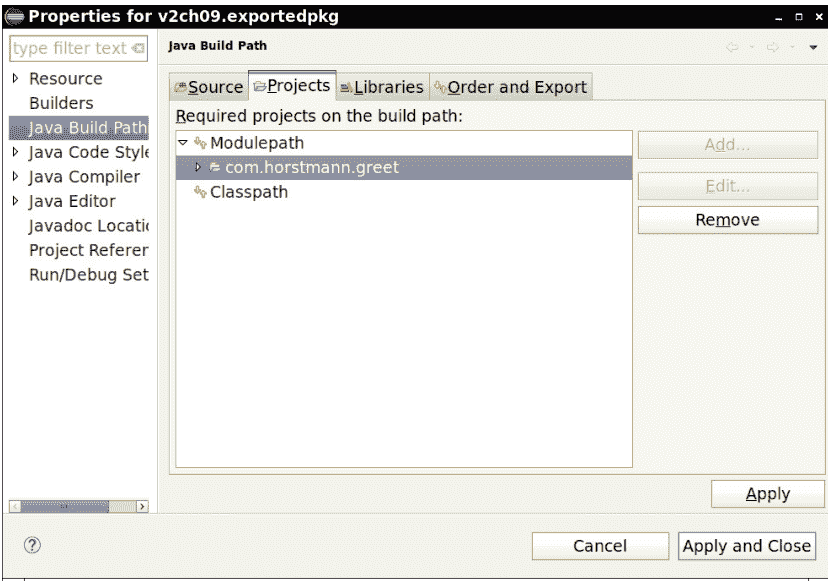 Properties for v2ch09.exportedpkg
type filter text
Java Build Path
Resource
Builders
Java Build Path
Java Code Style
Java Compiler
Java Editor
Javadoc Locatio
Project Referer
Run/Debug Set
Source
Projects
Libraries
Order and Export
Required projects on the build path:
Modulepath
com.horstmann.greet
Classpath
Add...
Edit...
Remove
Apply
Cancel
Apply and Close